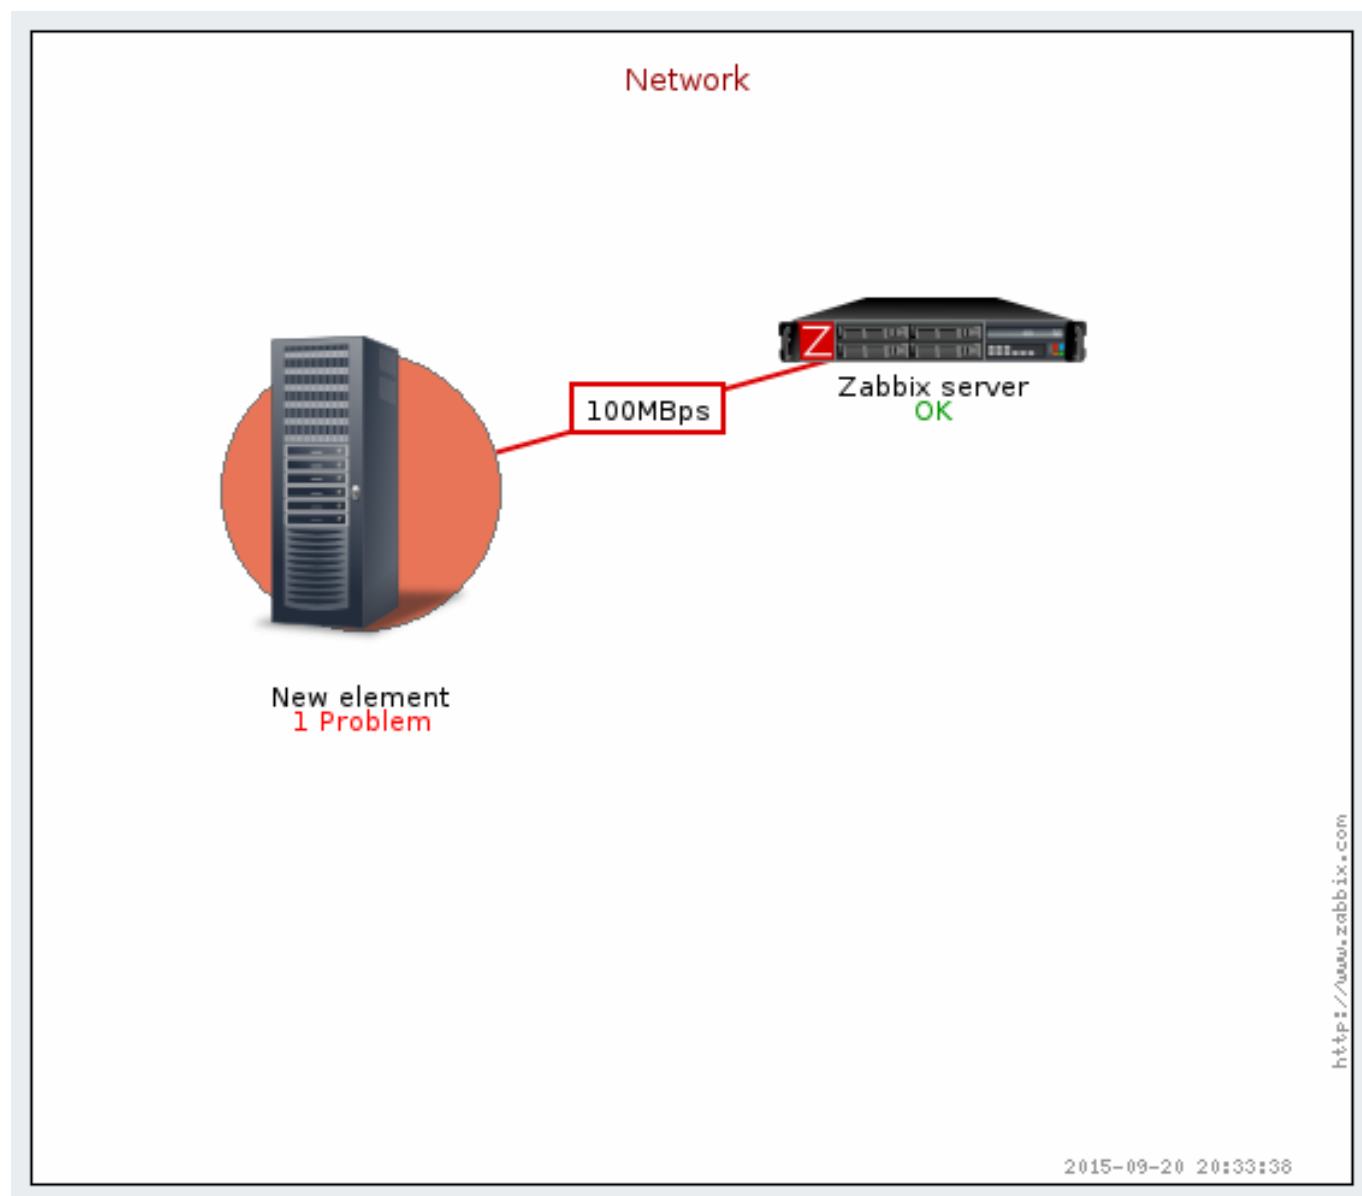 Network
Z
100MBps
Zabbix server
OK
New element
1 Problem
http://www.zabbix.com
2015-09-20 20:33:38